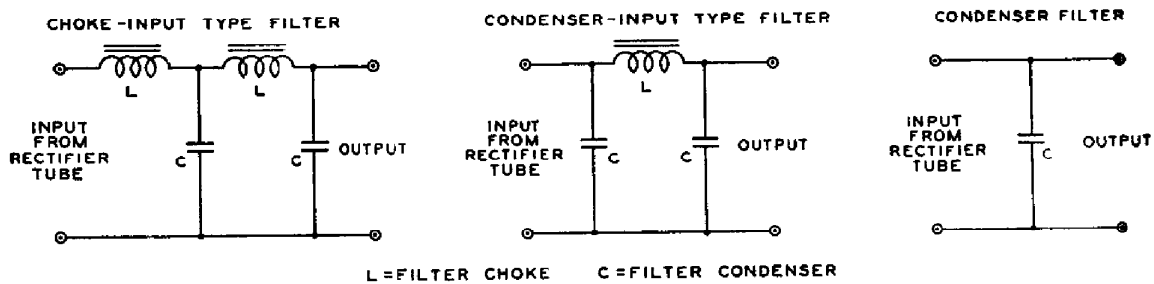 CHOKE-INPUT TYPE FILTER
L
L
INPUT
FROM
RECTIFIER
TUBE
C
C
OUTPUT
CONDENSER-INPUT TYPE FILTER
L
INPUT
FROM
RECTIFIER
TUBE
C
C
OUTPUT
CONDENSER FILTER
INPUT
FROM
RECTIFIER
TUBE
C
OUTPUT
L=FILTER CHOKE C=FILTER CONDENSER